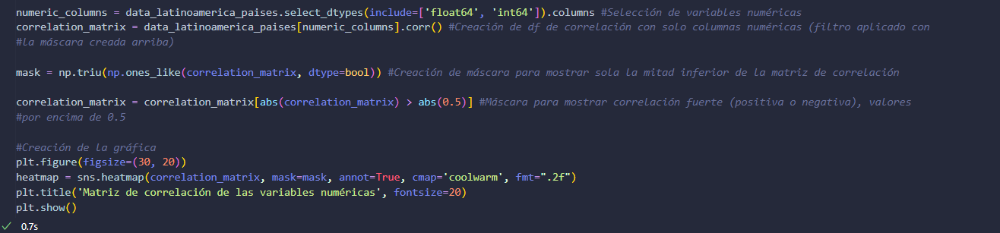 numeric_columns = data_latinoamerica_paises.select_dtypes(include=['float64', 'int64']).columns #Selección de variables numéricas
correlation_matrix = data_latinoamerica_paises[numeric_columns].corr() #Creación de df de correlación con solo columnas numéricas (filtro aplicado con
#la máscara creada arriba)
mask = np.triu(np.ones_like(correlation_matrix, dtype=bool)) #Creación de máscara para mostrar sola la mitad inferior de la matriz de correlación
correlation_matrix = correlation_matrix[abs(correlation_matrix) > abs(0.5)] #Máscara para mostrar correlación fuerte (positiva o negativa), valores
#por encima de 0.5
#Creación de la gráfica
plt.figure(figsize=(30, 20))
heatmap = sns.heatmap(correlation_matrix, mask=mask, annot=True, cmap='coolwarm', fmt=".2f")
plt.title('Matriz de correlación de las variables numéricas', fontsize=20)
plt.show()
0.7s